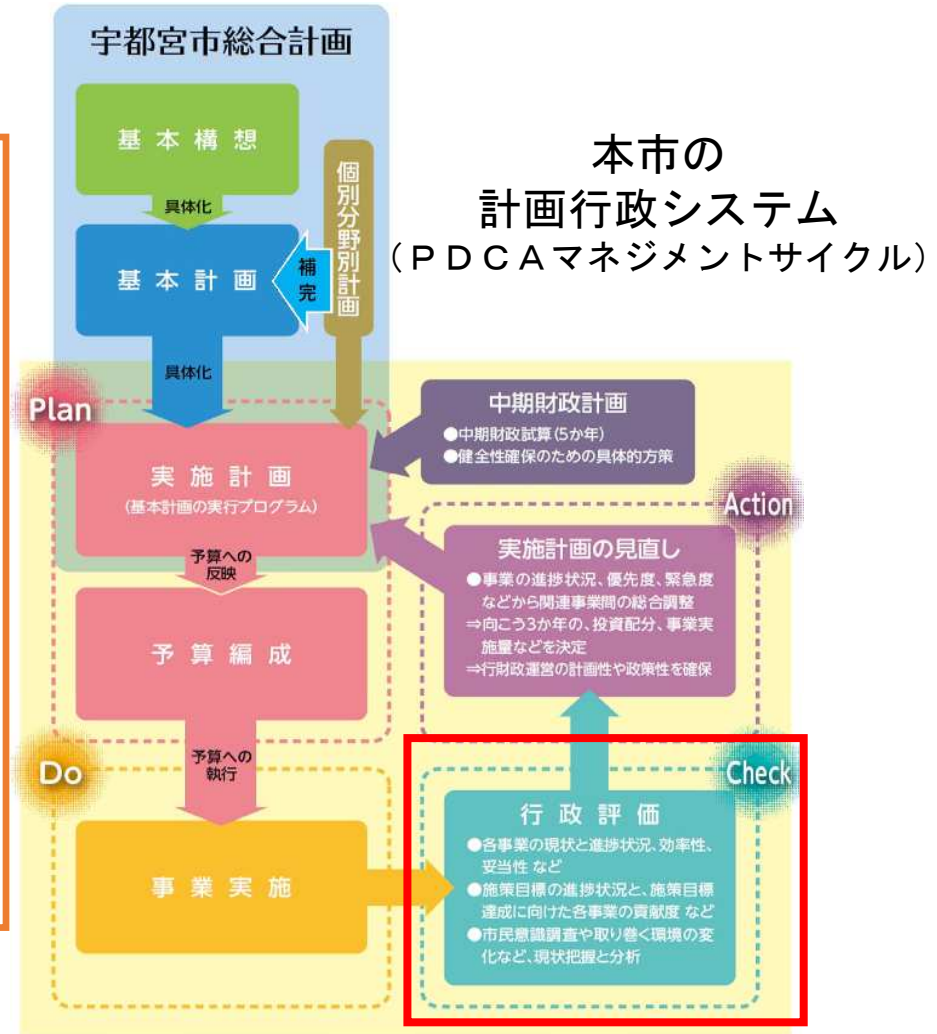 宇都宮市総合計画
基本構想
具体化
基本計画
補完
個別分野別計画
具体化
本市の
計画行政システム
（ＰＤＣＡマネジメントサイクル）
Plan
実施計画
(基本計画の実行プログラム)
予算への
反映
予算編成
中期財政計画
●中期財政試算(5か年)
●健全性確保のための具体的方策
Action
実施計画の見直し
●事業の進捗状況、優先度、緊急度
などから関連事業間の総合調整
⇒向こう3か年の、投資配分、事業実
施量などを決定
⇒行財政運営の計画性や政策性を確保
Do
予算への
執行
事業実施
Check
行政評価
●各事業の現状と進捗状況、効率性、
妥当性 など
●施策目標の進捗状況と、施策目標
達成に向けた各事業の貢献度 など
●市民意識調査や取り巻く環境の変
化など、現状把握と分析